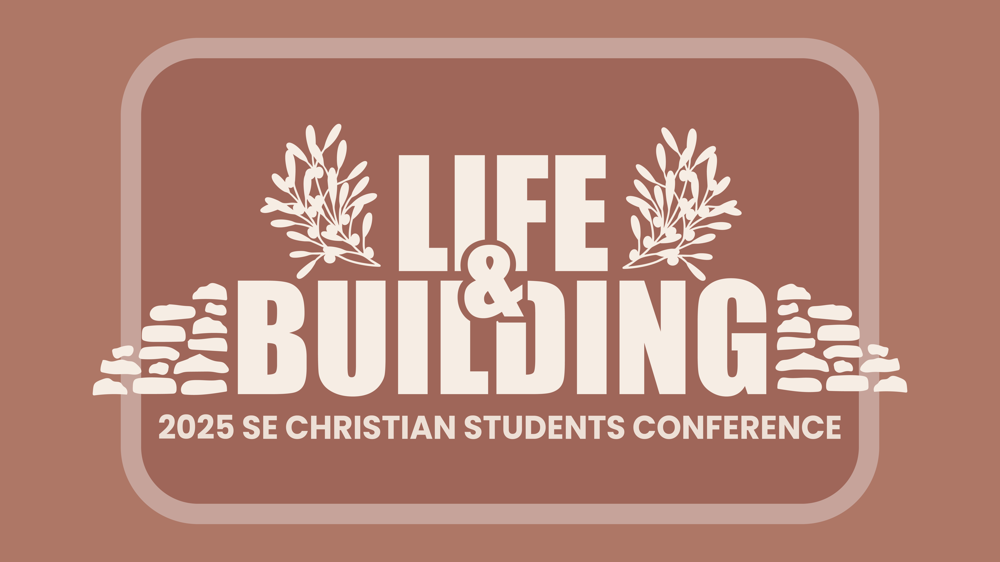 LIFE
&
BUILDING
2025 SE CHRISTIAN STUDENTS CONFERENCE